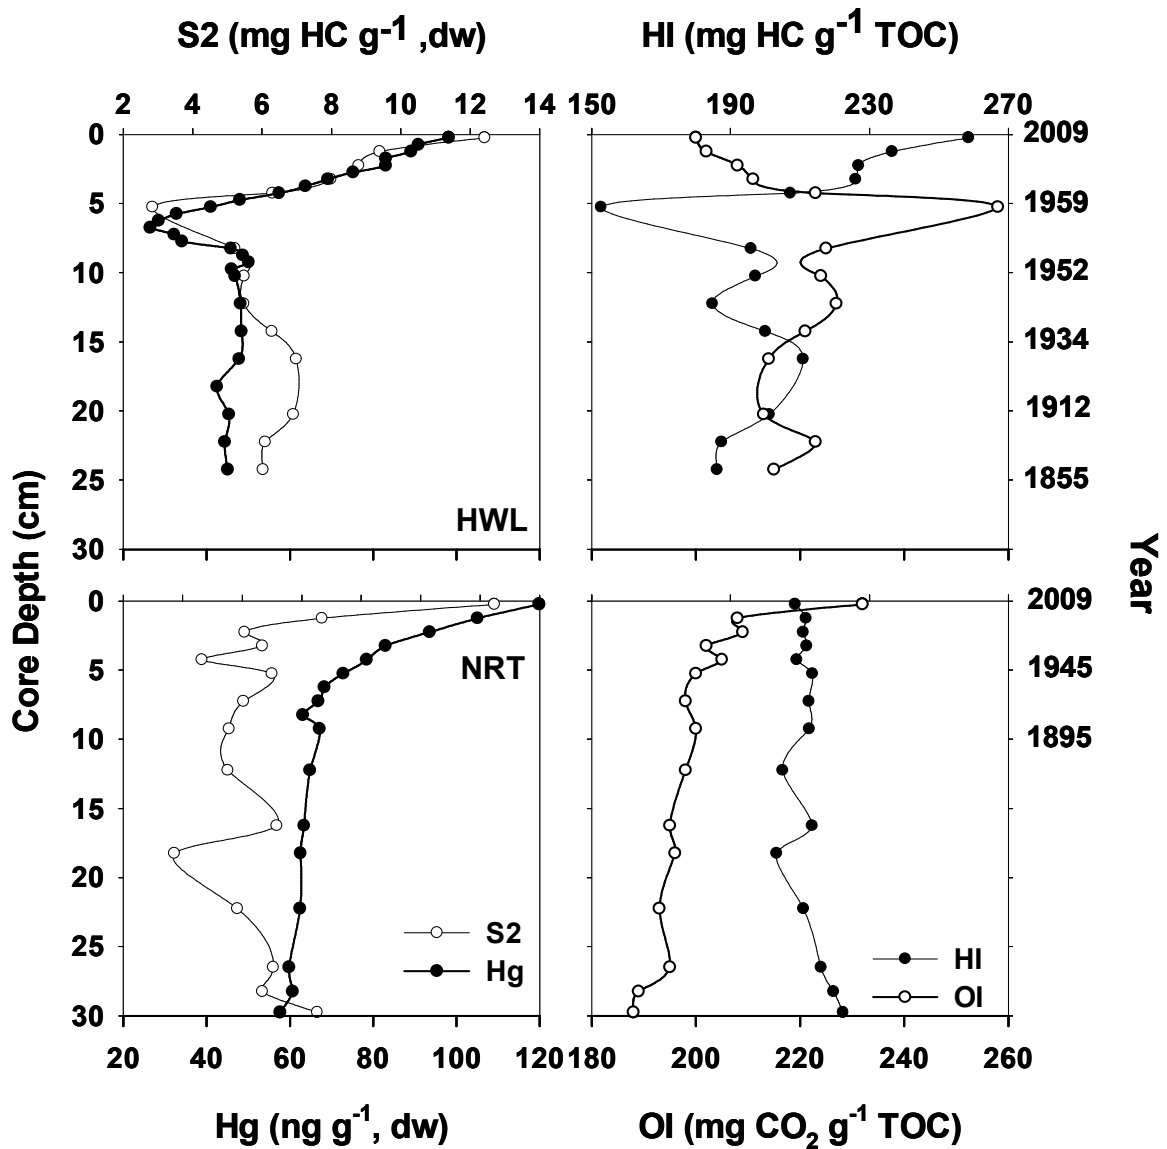 S2 (mg HC g-1 ,dw) HI (mg HC g-1 TOC)
2 4 6 8 10 12 14 150 190 230 270
0 2009
5 1959
10 1952
15 1934
20 1912
25 1855
HWL
30
Core Depth (cm)
Year
0 2009
NRT
5 1945
10 1895
15
20
25
S2
Hg
HI
OI
30
20 40 60 80 100 120 180 200 220 240 260
Hg (ng g-1, dw) OI (mg CO2 g-1 TOC)